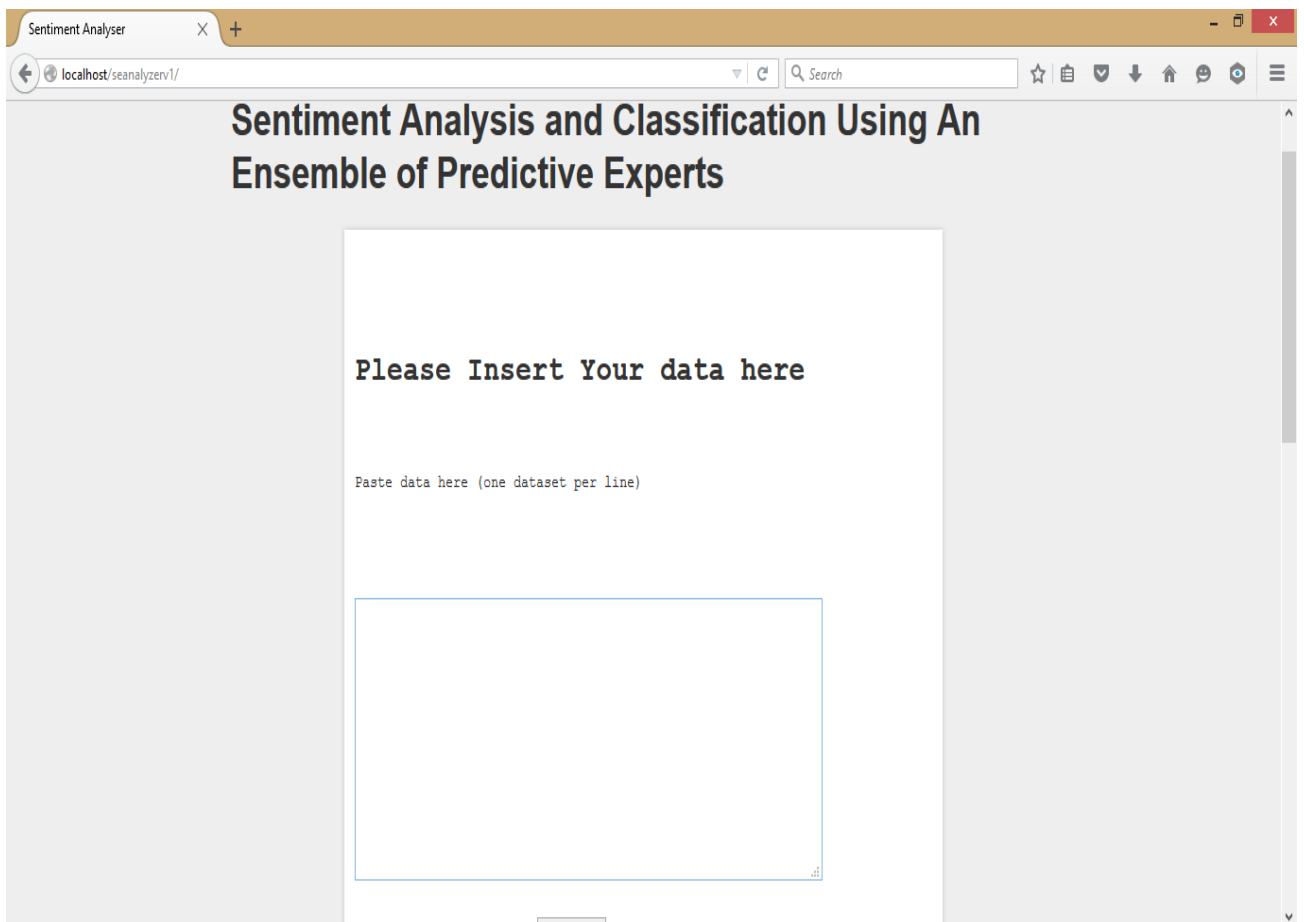 Sentiment Analyser
localhost/seanalyzerv1/
Search
Sentiment Analysis and Classification Using An
Ensemble of Predictive Experts
Please Insert Your data here
Paste data here (one dataset per line)